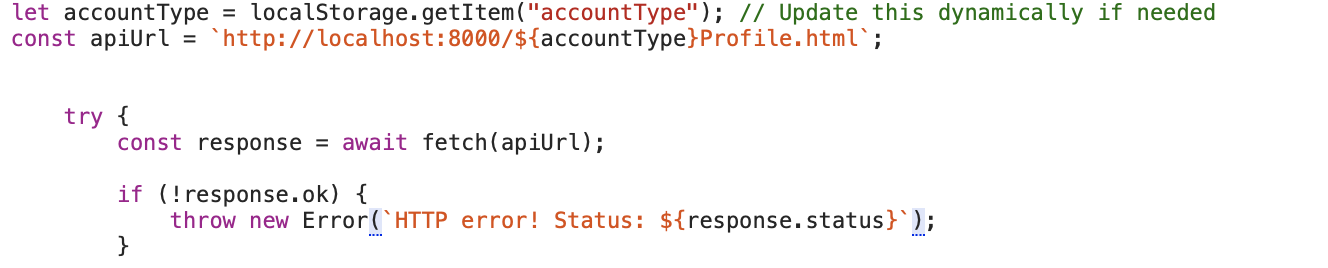 let accountType = localStorage.getItem("accountType"); // Update this dynamically if needed
const apiUrl = `http://localhost:8000/${accountType}Profile.html`;
try {
const response = await fetch(apiUrl);
if (!response.ok) {
throw new Error(`HTTP error! Status: ${response.status}`);
}